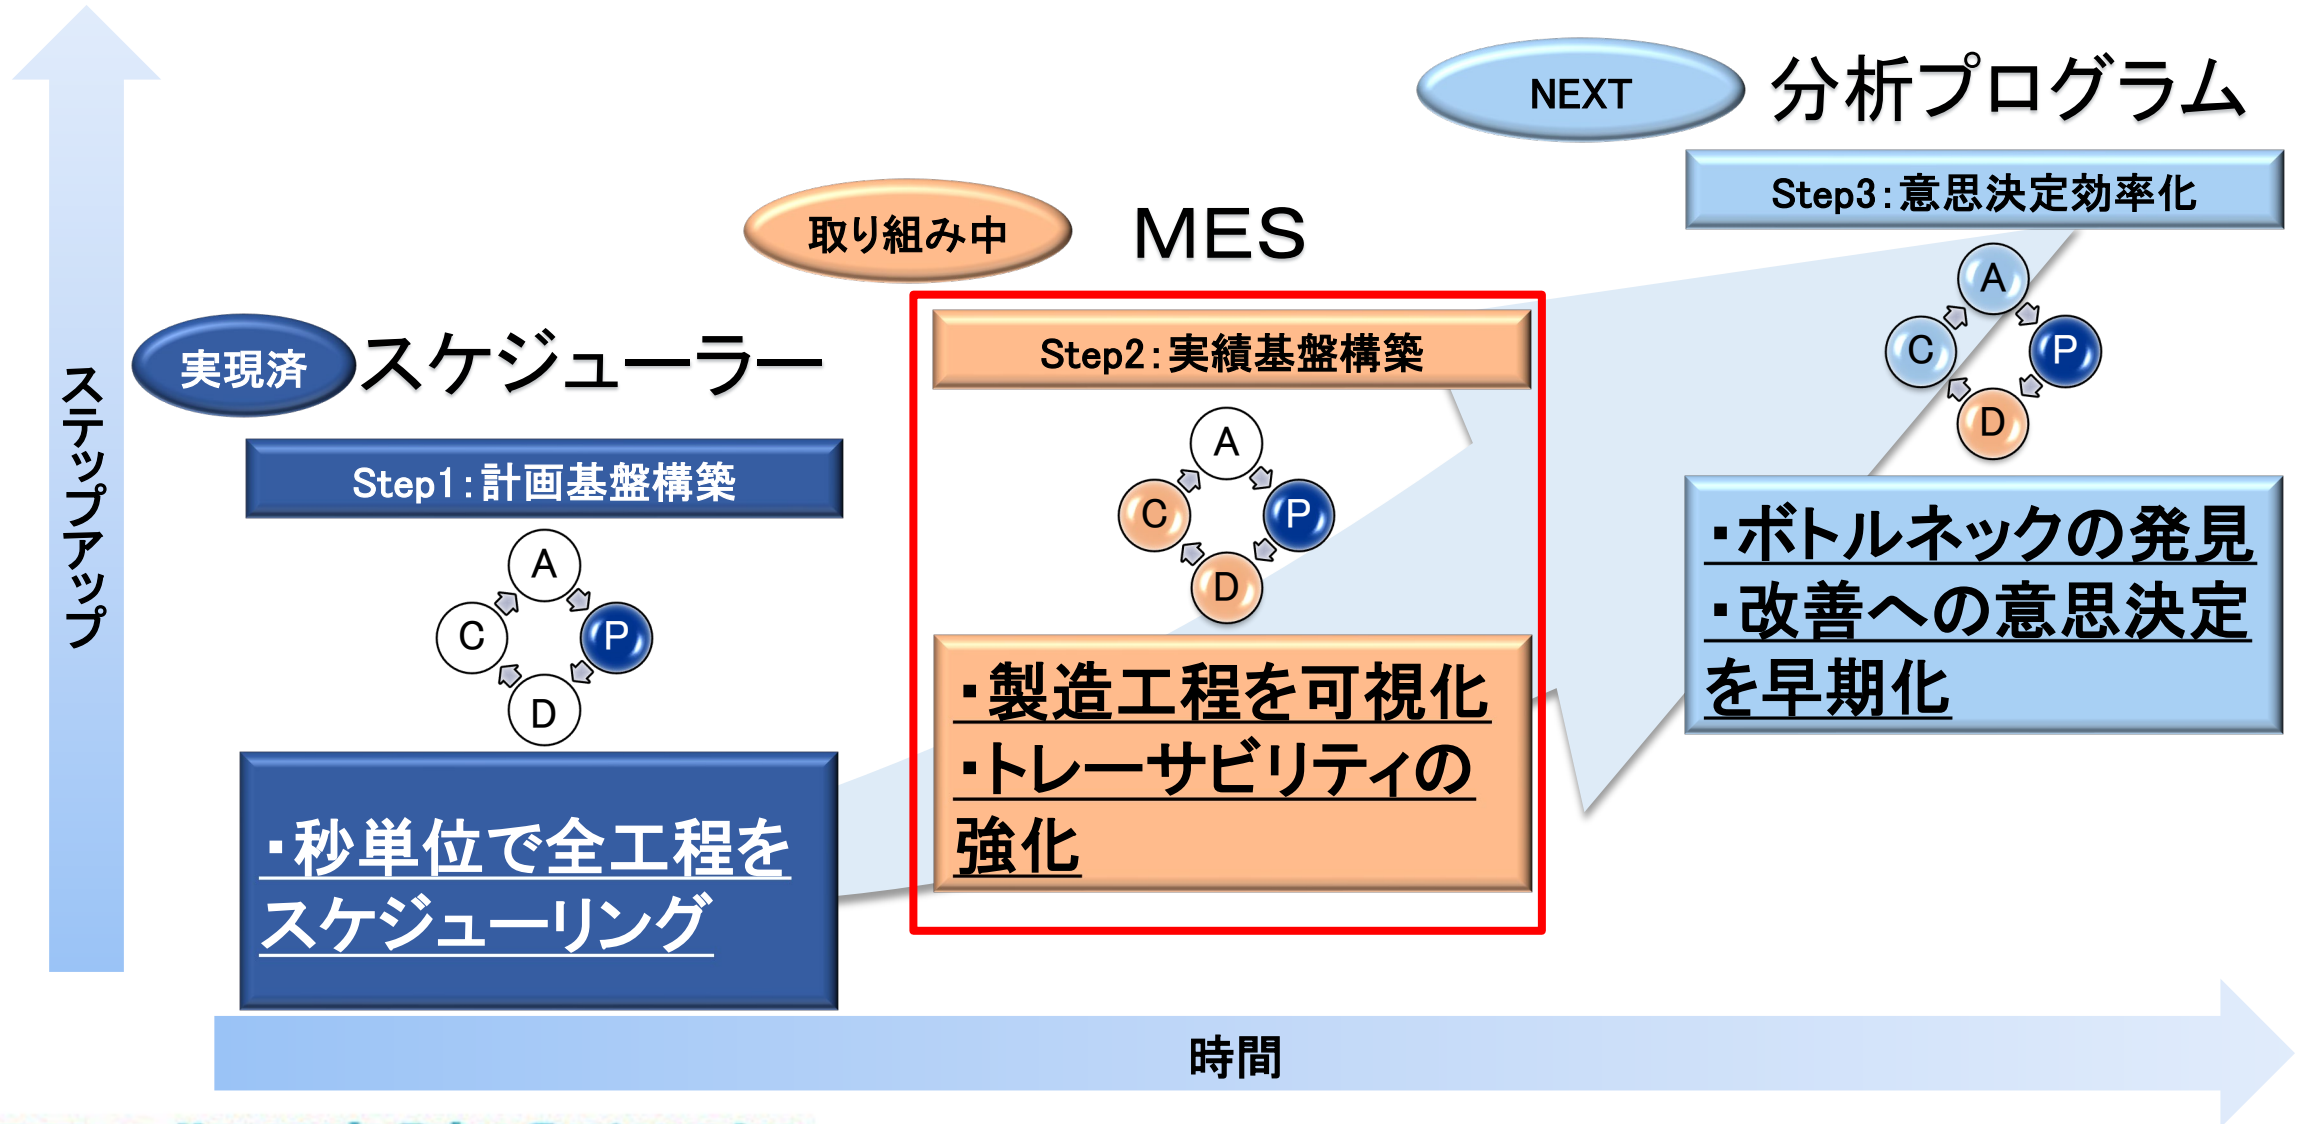 ステップアップ
実現済
スケジューラー
Step1:計画基盤構築
A
C
P
D
・秒単位で全工程を
スケジューリング
取り組み中
MES
Step2:実績基盤構築
A
C
P
D
・製造工程を可視化
・トレーサビリティの
強化
NEXT
分析プログラム
Step3:意思決定効率化
A
C
P
D
・ボトルネックの発見
・改善への意思決定
を早期化
時間